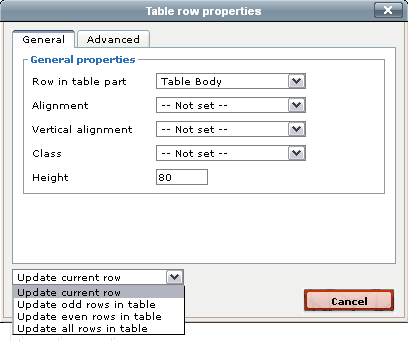 Table row properties
General Advanced
General properties
Row in table part Table Body
Alignment -- Not set --
Vertical alignment -- Not set --
Class -- Not set --
Height 80
Update current row
Update current row
Update odd rows in table
Update even rows in table
Update all rows in table
Cancel